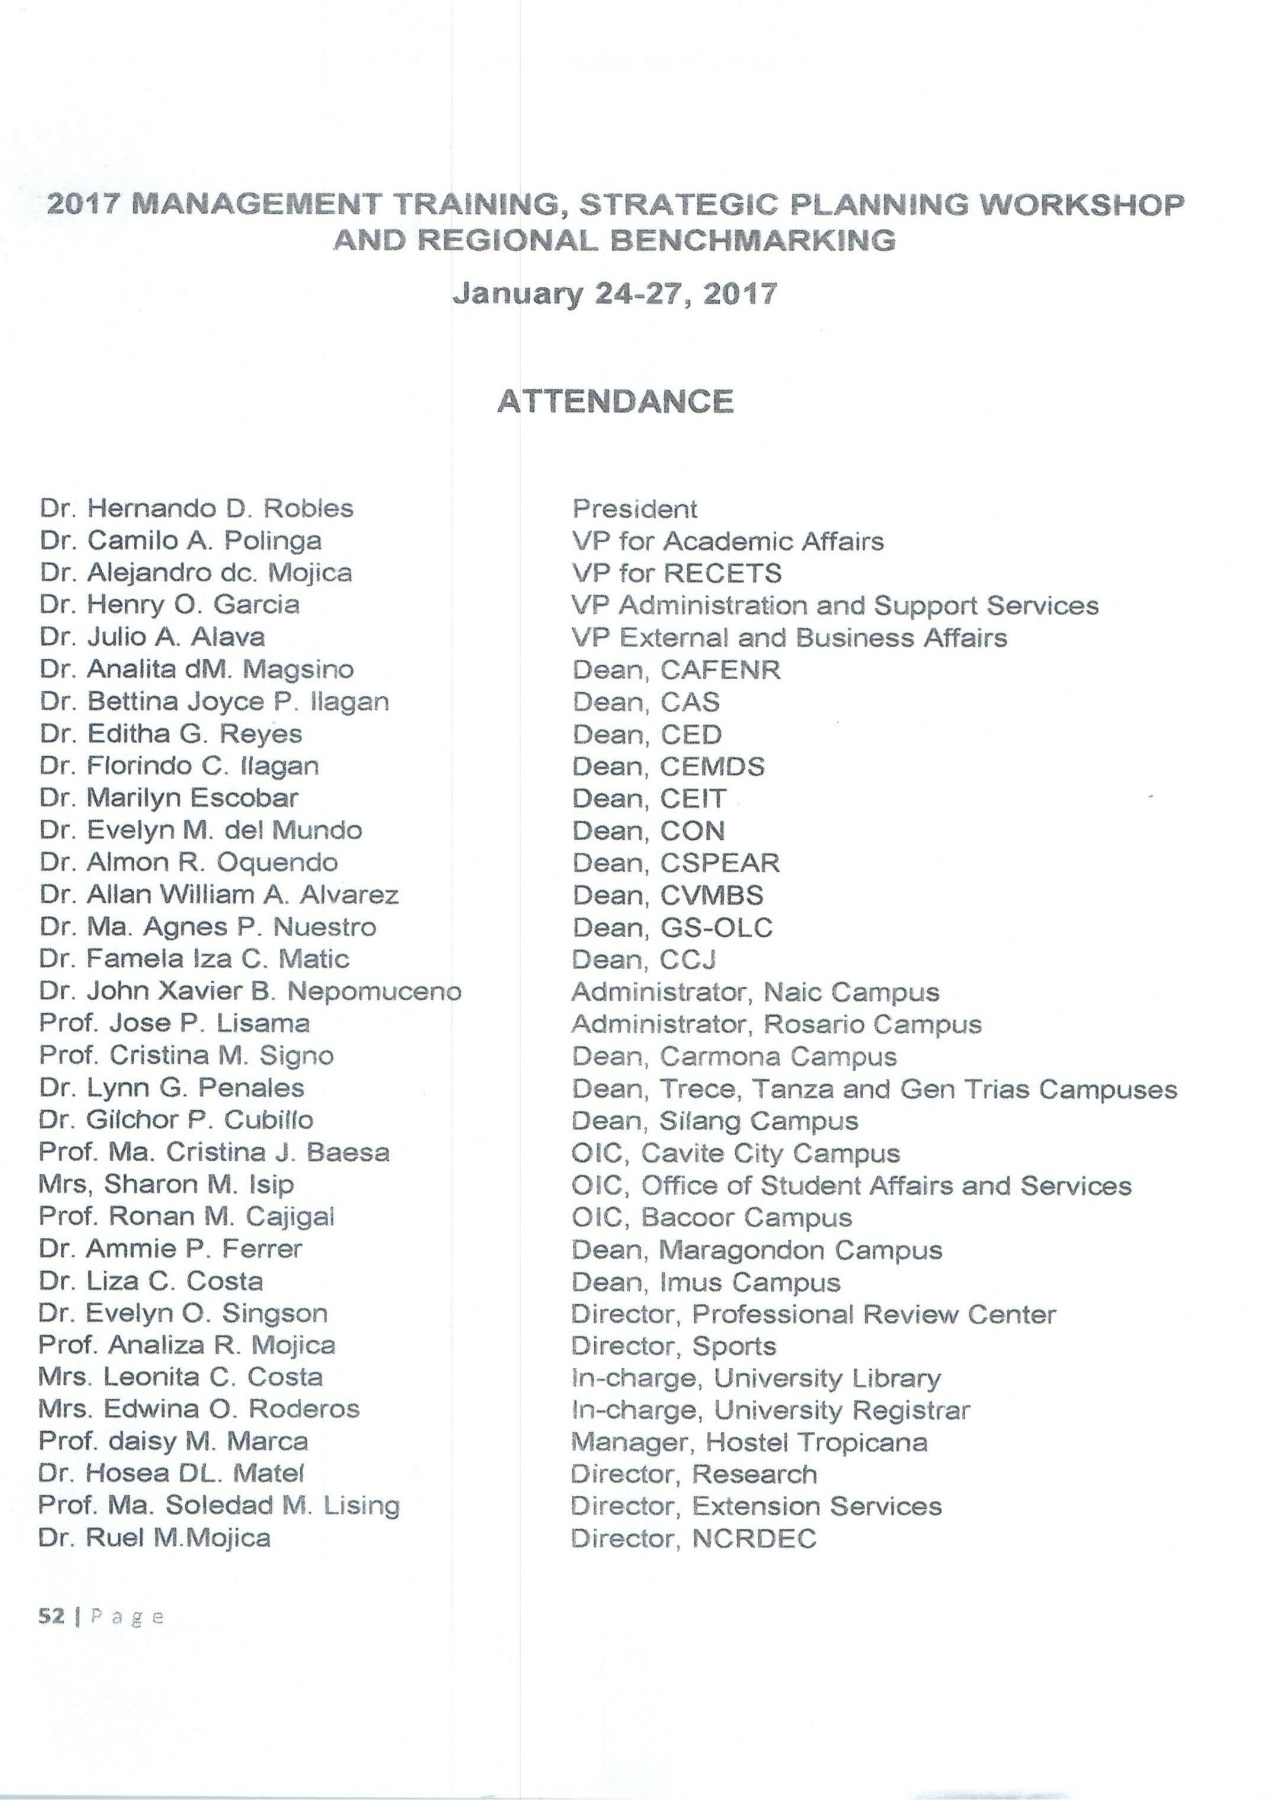 2017 MANAGEMENT TRAINING, STRATEGIC PLANNING WORKSHOP
AND REGIONAL BENCHMARKING
January 24-27, 2017
ATTENDANCE
Dr. Hernando D. Robles President
Dr. Camilo A. Polinga VP for Academic Affairs
Dr. Alejandro dc. Mojica VP for RECETS
Dr. Henry O. Garcia VP Administration and Support Services
Dr. Julio A. Alava VP External and Business Affairs
Dr. Analita dM. Magsino Dean, CAFENR
Dr. Bettina Joyce P. Ilagan Dean, CAS
Dr. Editha G. Reyes Dean, CED
Dr. Florindo C. Ilagan Dean, CEMDS
Dr. Marilyn Escobar Dean, CEIT
Dr. Evelyn M. del Mundo Dean, CON
Dr. Almon R. Oquendo Dean, CSPEAR
Dr. Allan William A. Alvarez Dean, CVMBS
Dr. Ma. Agnes P. Nuestro Dean, GS-OLC
Dr. Famela Iza C. Matic Dean, CCJ
Dr. John Xavier B. Nepomuceno Administrator, Naic Campus
Prof. Jose P. Lisama Administrator, Rosario Campus
Prof. Cristina M. Signo Dean, Carmona Campus
Dr. Lynn G. Penales Dean, Trece, Tanza and Gen Trias Campuses
Dr. Gilchor P. Cubillo Dean, Silang Campus
Prof. Ma. Cristina J. Baesa OIC, Cavite City Campus
Mrs, Sharon M. Isip OIC, Office of Student Affairs and Services
Prof. Ronan M. Cajigal OIC, Bacoor Campus
Dr. Ammie P. Ferrer Dean, Maragondon Campus
Dr. Liza C. Costa Dean, Imus Campus
Dr. Evelyn O. Singson Director, Professional Review Center
Prof. Analiza R. Mojica Director, Sports
Mrs. Leonita C. Costa In-charge, University Library
Mrs. Edwina O. Roderos In-charge, University Registrar
Prof. daisy M. Marca Manager, Hostel Tropicana
Dr. Hosea DL. Matel Director, Research
Prof. Ma. Soledad M. Lising Director, Extension Services
Dr. Ruel M.Mojica Director, NCRDEC
52 | Page